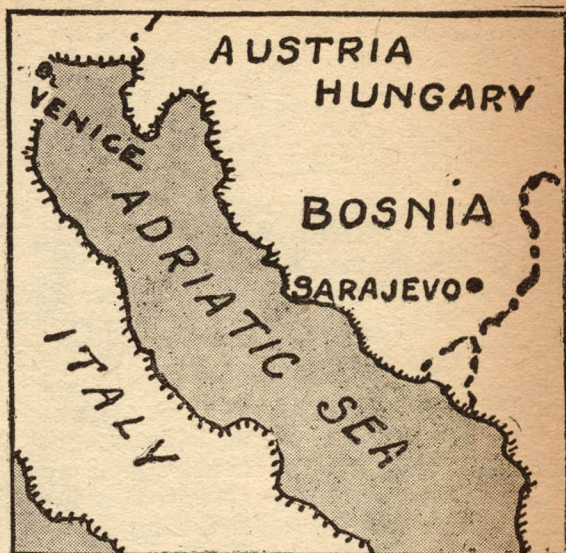 AUSTRIA
HUNGARY
VENICE
BOSNIA
ADRIATIC SEA
SARAJEVO
ITALY